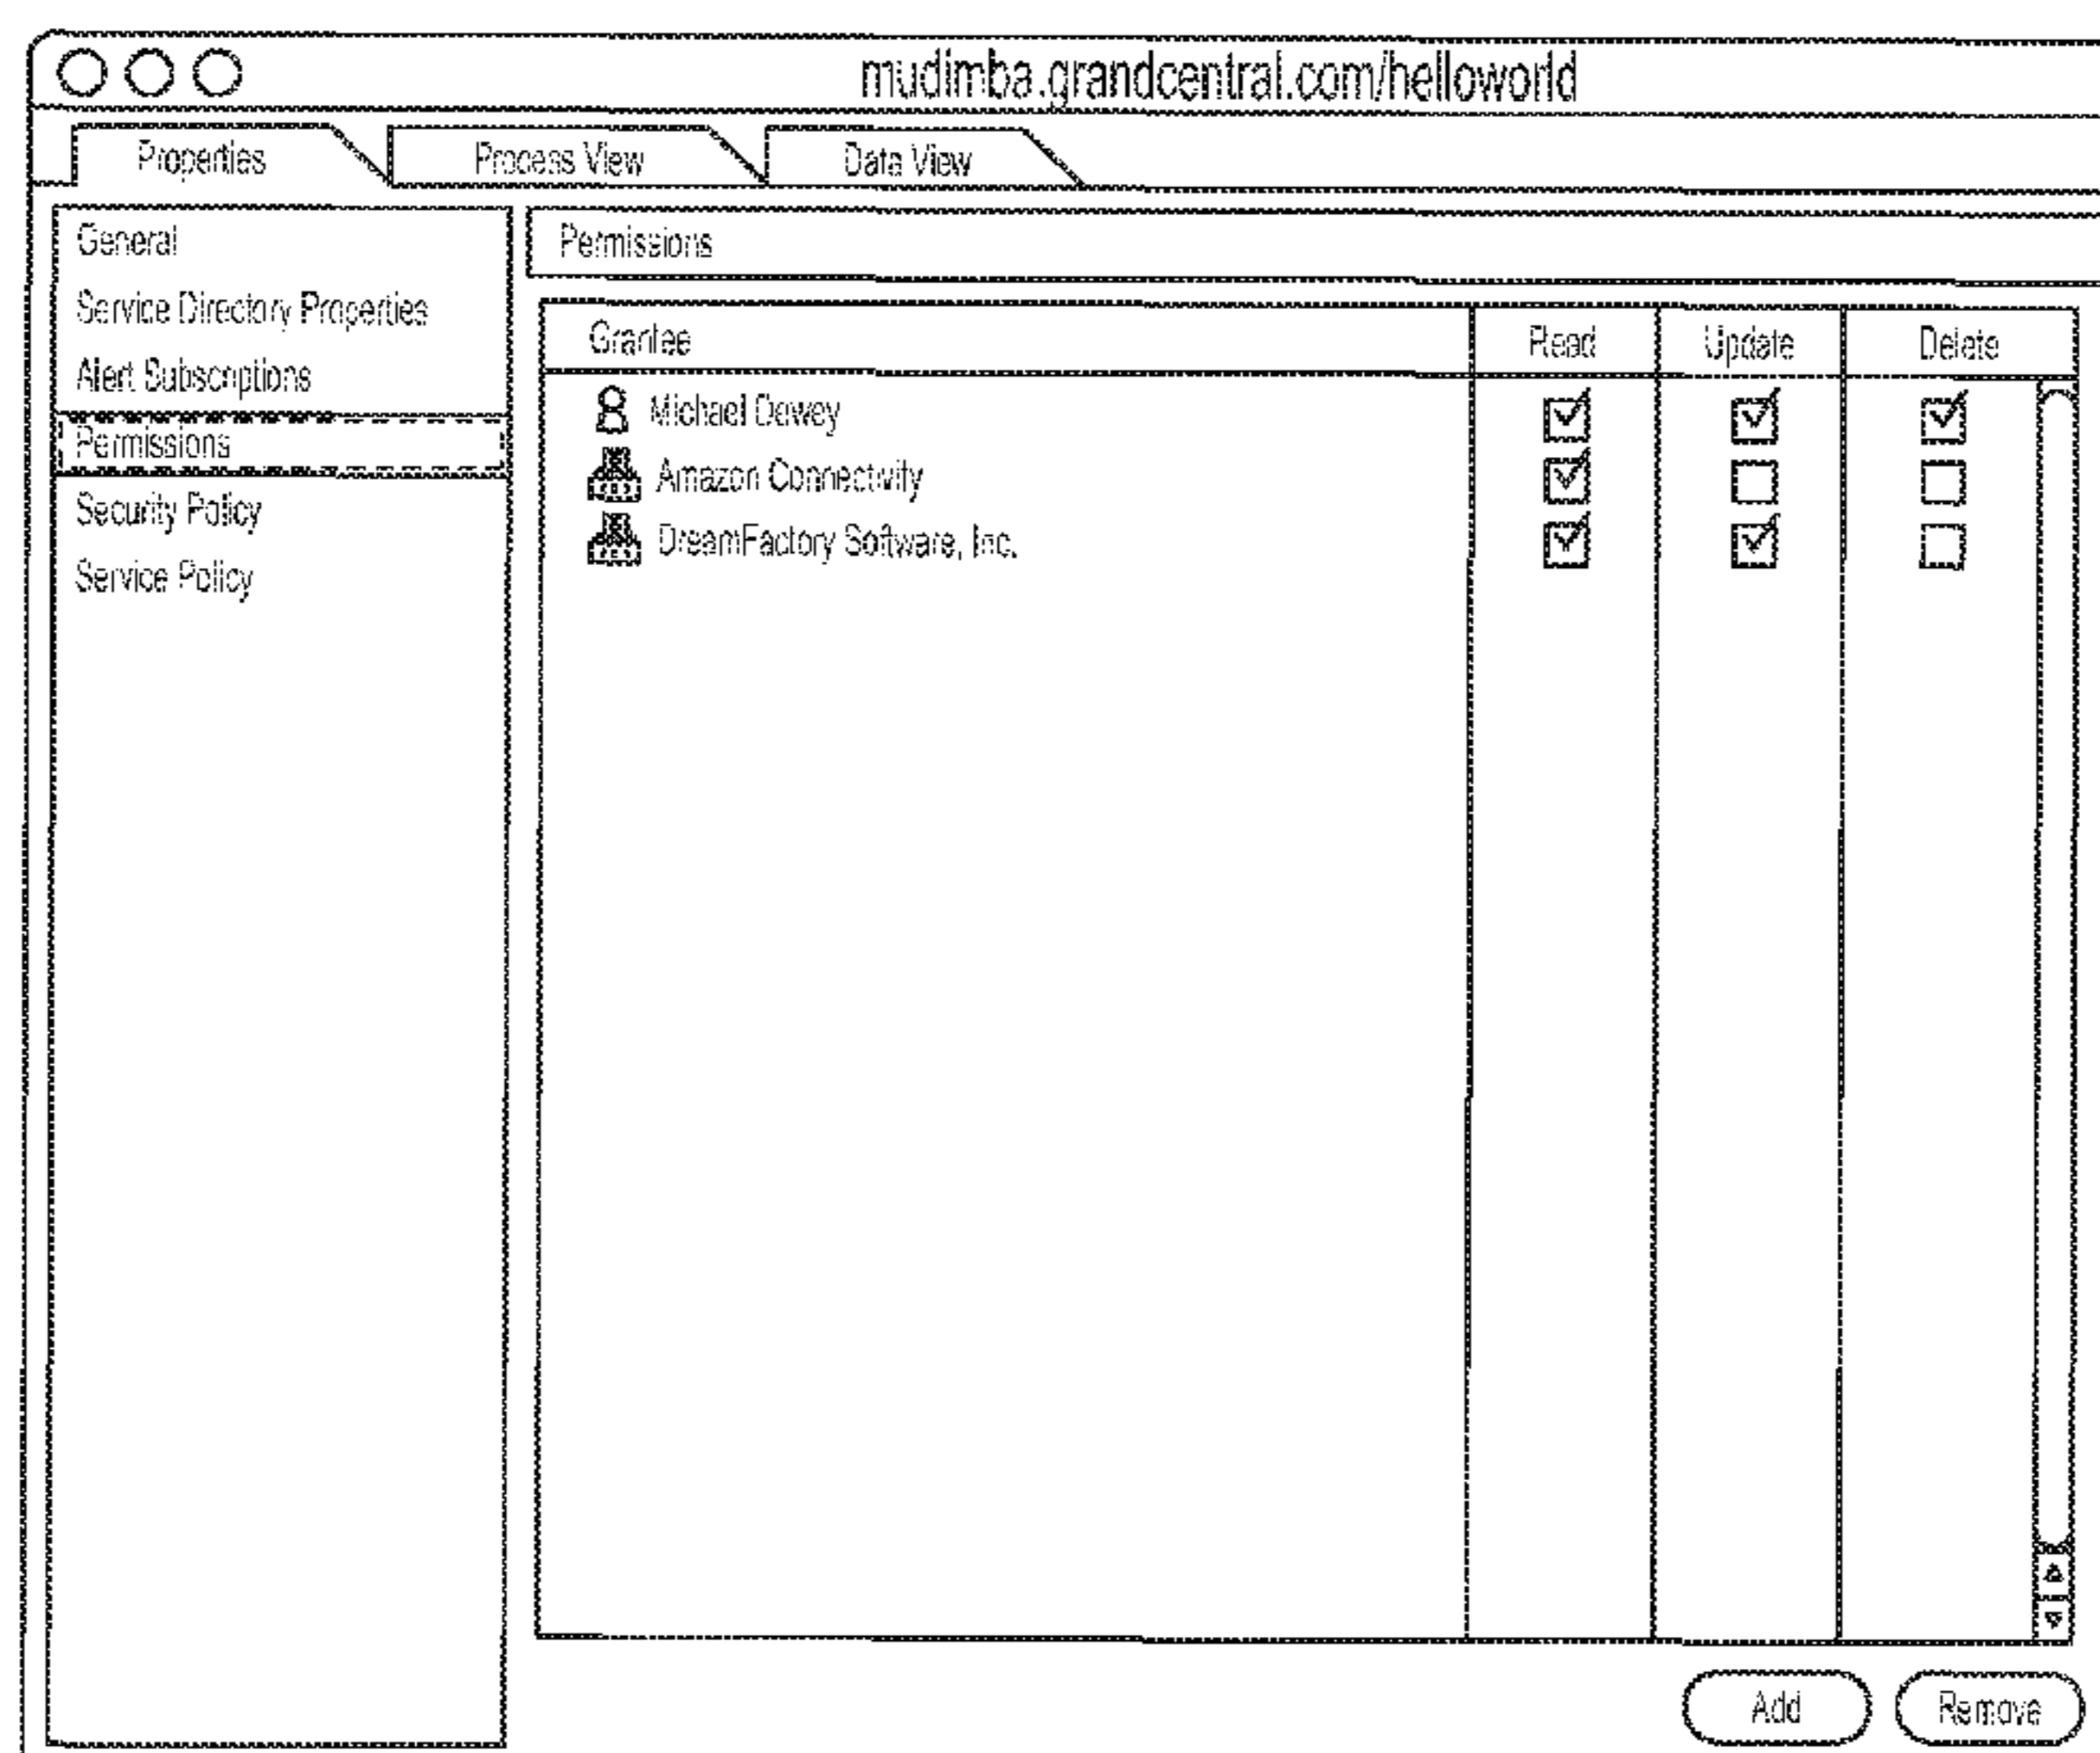 mudimba.grandcentral.com/helloworld
Properties
Process View
Data View
General
Service Directory Properties
Alert Subscriptions
Permissions
Security Policy
Service Policy
Permissions
Grantee
Read
Update
Delete
Michael Dewey
Amazon Connectivity
DreamFactory Software, Inc.
Add
Remove